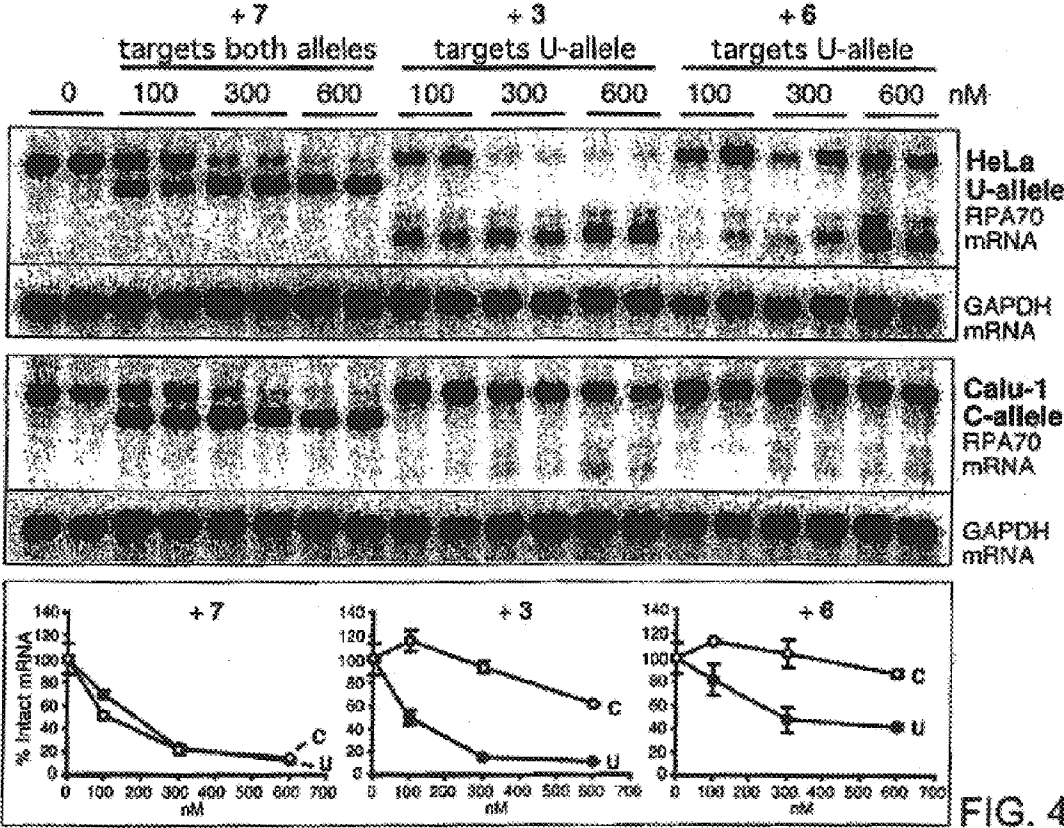 + 7
+ 3
+ 6
targets both alleles
targets U-allele
targets U-allele
0 100 300 600 100 300 600 100 300 600 nM
HeLa
U-allele
RPA70
mRNA
GAPDH
mRNA
Calu-1
C-allele
RPA70
mRNA
GAPDH
mRNA
% Intact mRNA
+ 7
140
120
100
80
60
40
20
0
0 100 200 300 400 500 600 700
nM
C
U
+ 3
140
120
100
80
60
40
20
0
0 100 200 300 400 500 600 700
nM
C
U
+ 6
140
120
100
80
60
40
20
0
0 100 200 300 400 500 600 700
nM
C
U
FIG. 4